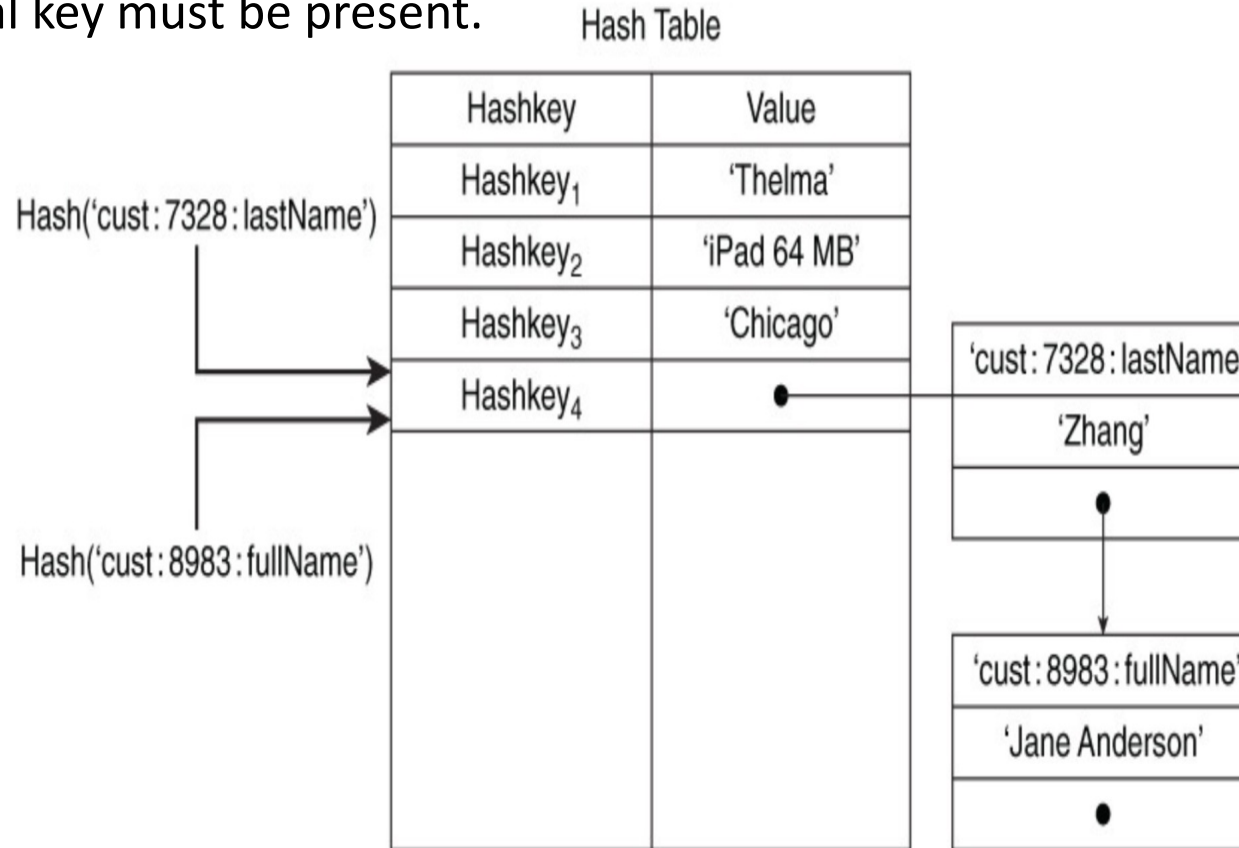 l key must be present.
Hash Table
Hashkey Value
Hashkey₁ ‘Thelma’
Hash(‘cust:7328:lastName’)
Hashkey₂ ‘iPad 64 MB’
Hashkey₃ ‘Chicago’
‘cust:7328:lastName
Hashkey₄
‘Zhang’
Hash(‘cust:8983:fullName’)
‘cust:8983:fullName’
‘Jane Anderson’